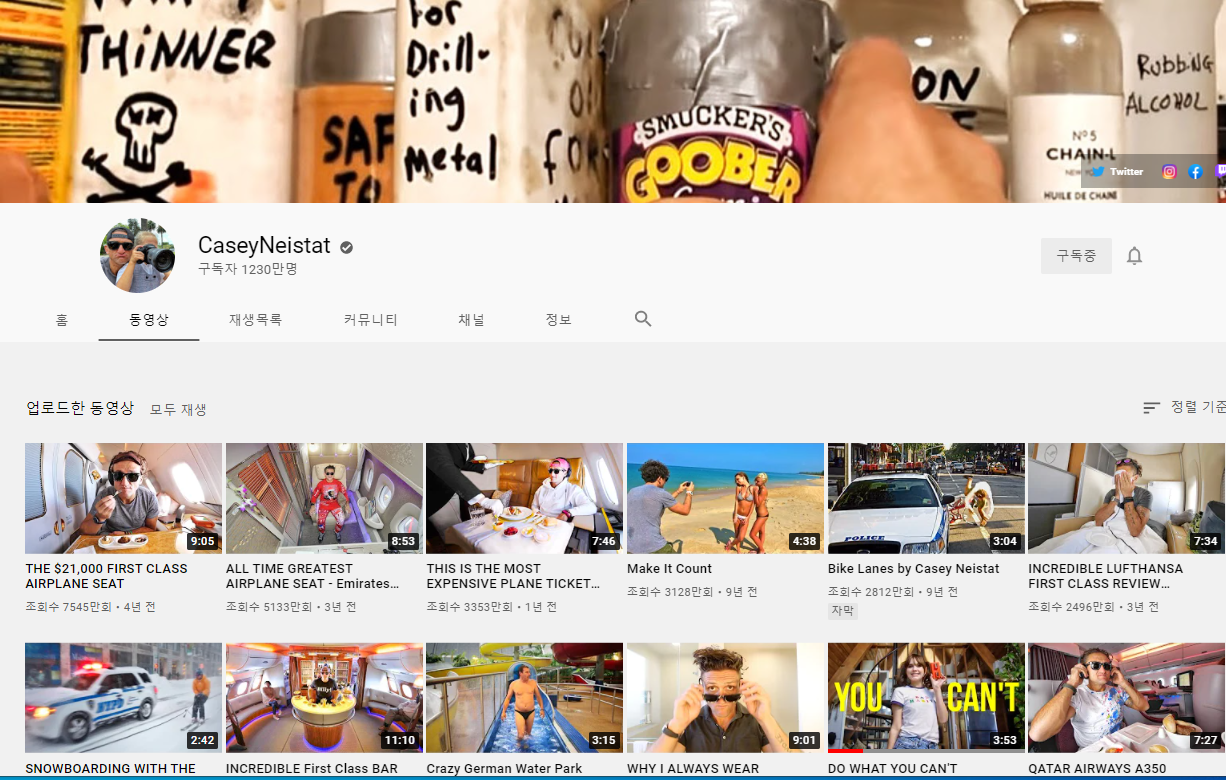 THiNNER
for
Drill-
ing
Metal
SAF
TO
for
SMUCKER'S
GOOBER
ON
RUBBING
ALCOHOL
Nº 5
CHAIN-L
HUILE DE CHAINE
Twitter
CaseyNeistat
구독자 1230만명
구독중
홈 동영상 재생목록 커뮤니티 채널 정보
업로드한 동영상 모두 재생
정렬 기준
9:05
8:53
7:46
4:38
POLICE
3:04
7:34
THE $21,000 FIRST CLASS
AIRPLANE SEAT
조회수 7545만회 • 4년 전
ALL TIME GREATEST
AIRPLANE SEAT - Emirates...
조회수 5133만회 • 3년 전
THIS IS THE MOST
EXPENSIVE PLANE TICKET...
조회수 3353만회 • 1년 전
Make It Count
조회수 3128만회 • 9년 전
Bike Lanes by Casey Neistat
조회수 2812만회 • 9년 전
자막
INCREDIBLE LUFTHANSA
FIRST CLASS REVIEW...
조회수 2496만회 • 3년 전
NYPD
2:42
11:10
3:15
9:01
YOU CAN'T
3:53
7:27
SNOWBOARDING WITH THE
INCREDIBLE First Class BAR
Crazy German Water Park
WHY I ALWAYS WEAR
DO WHAT YOU CAN'T
QATAR AIRWAYS A350